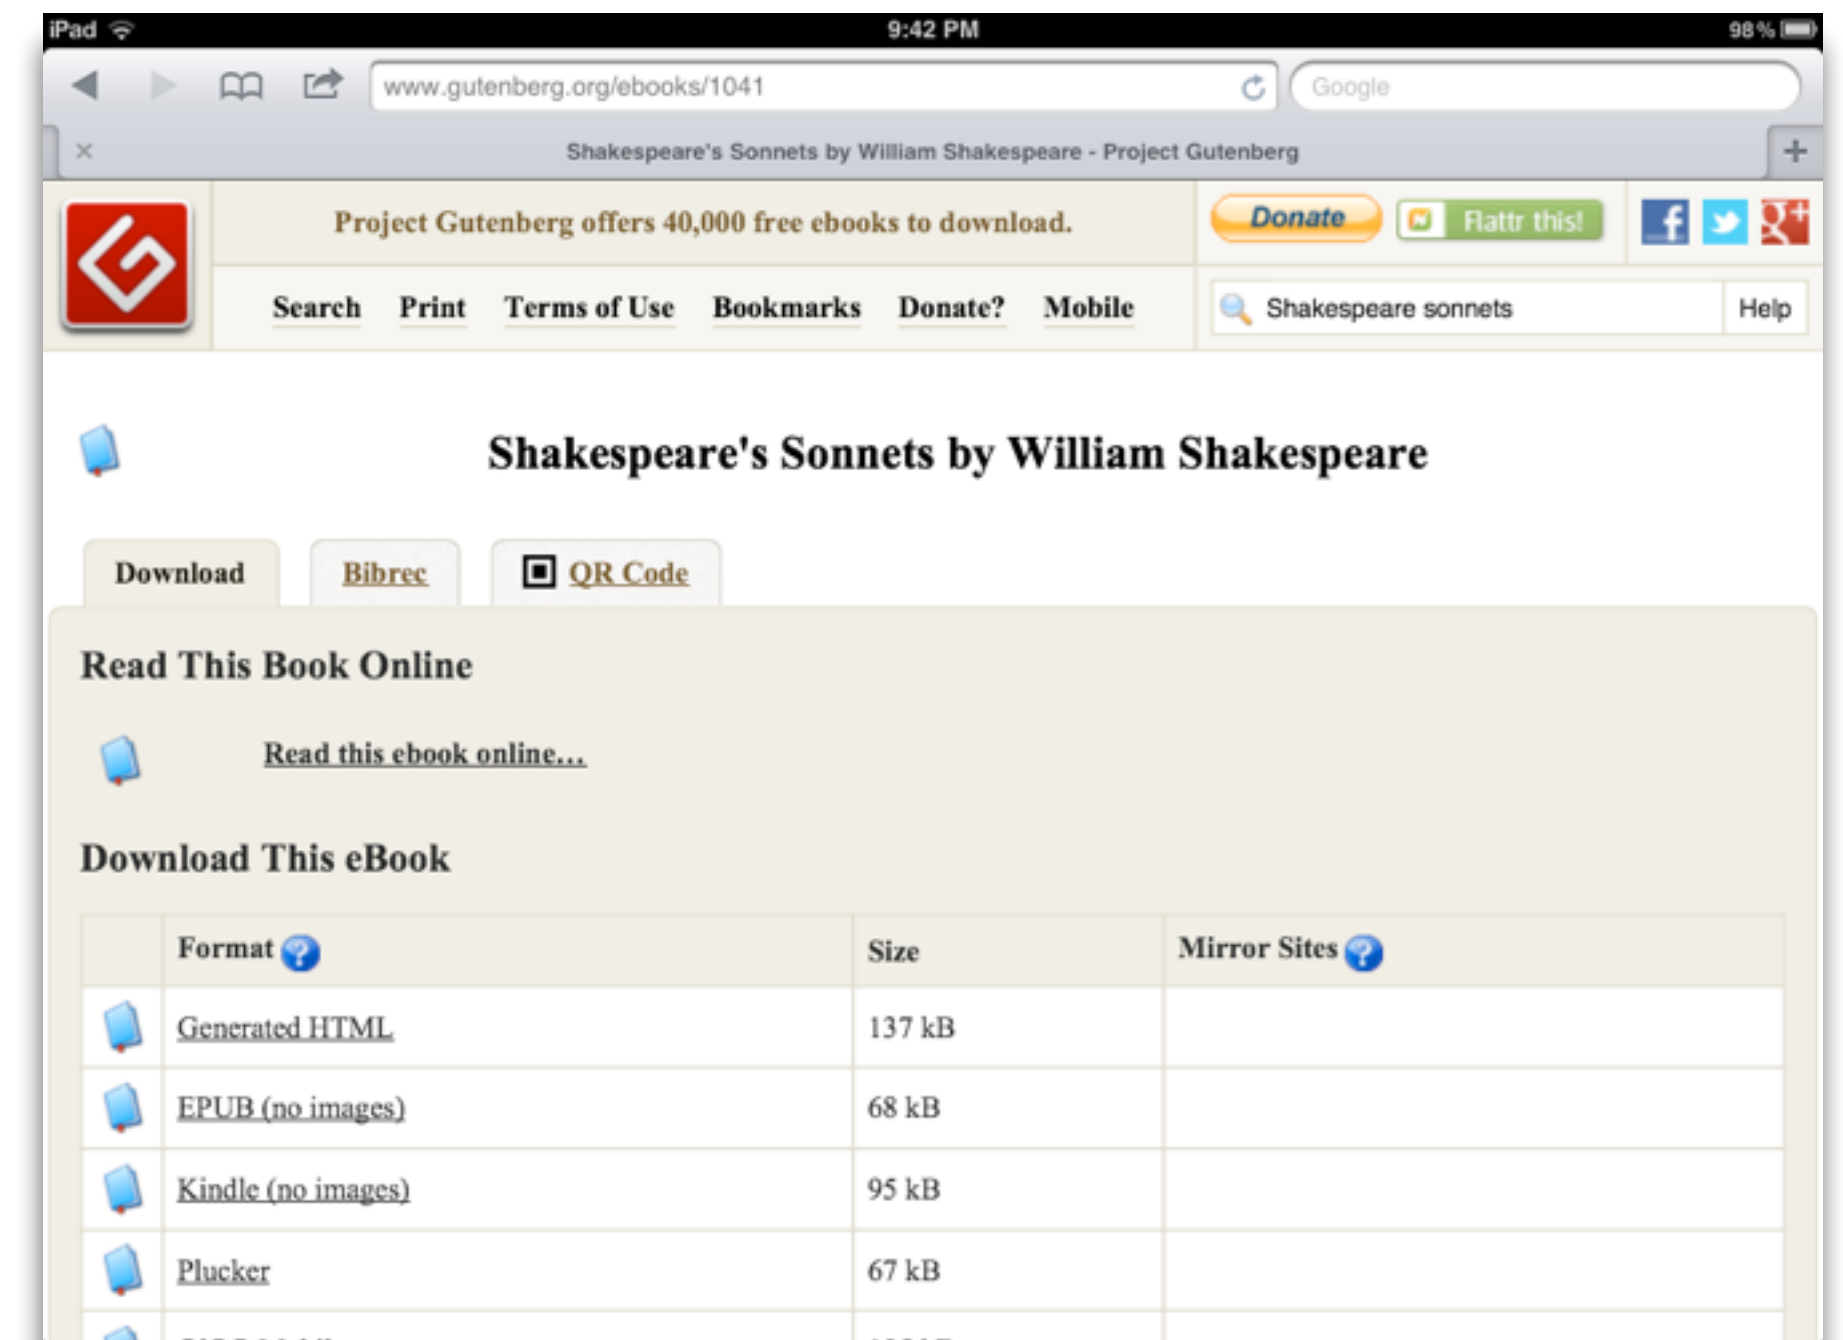 iPad 9:42 PM 98%
www.gutenberg.org/ebooks/1041 Google
Shakespeare's Sonnets by William Shakespeare - Project Gutenberg
Project Gutenberg offers 40,000 free ebooks to download. Donate Flattr this!
Search Print Terms of Use Bookmarks Donate? Mobile Shakespeare sonnets Help
Shakespeare's Sonnets by William Shakespeare
Download Bibrec QR Code
Read This Book Online
Read this ebook online...
Download This eBook
Format ? Size Mirror Sites ?
Generated HTML 137 kB
EPUB (no images) 68 kB
Kindle (no images) 95 kB
Plucker 67 kB